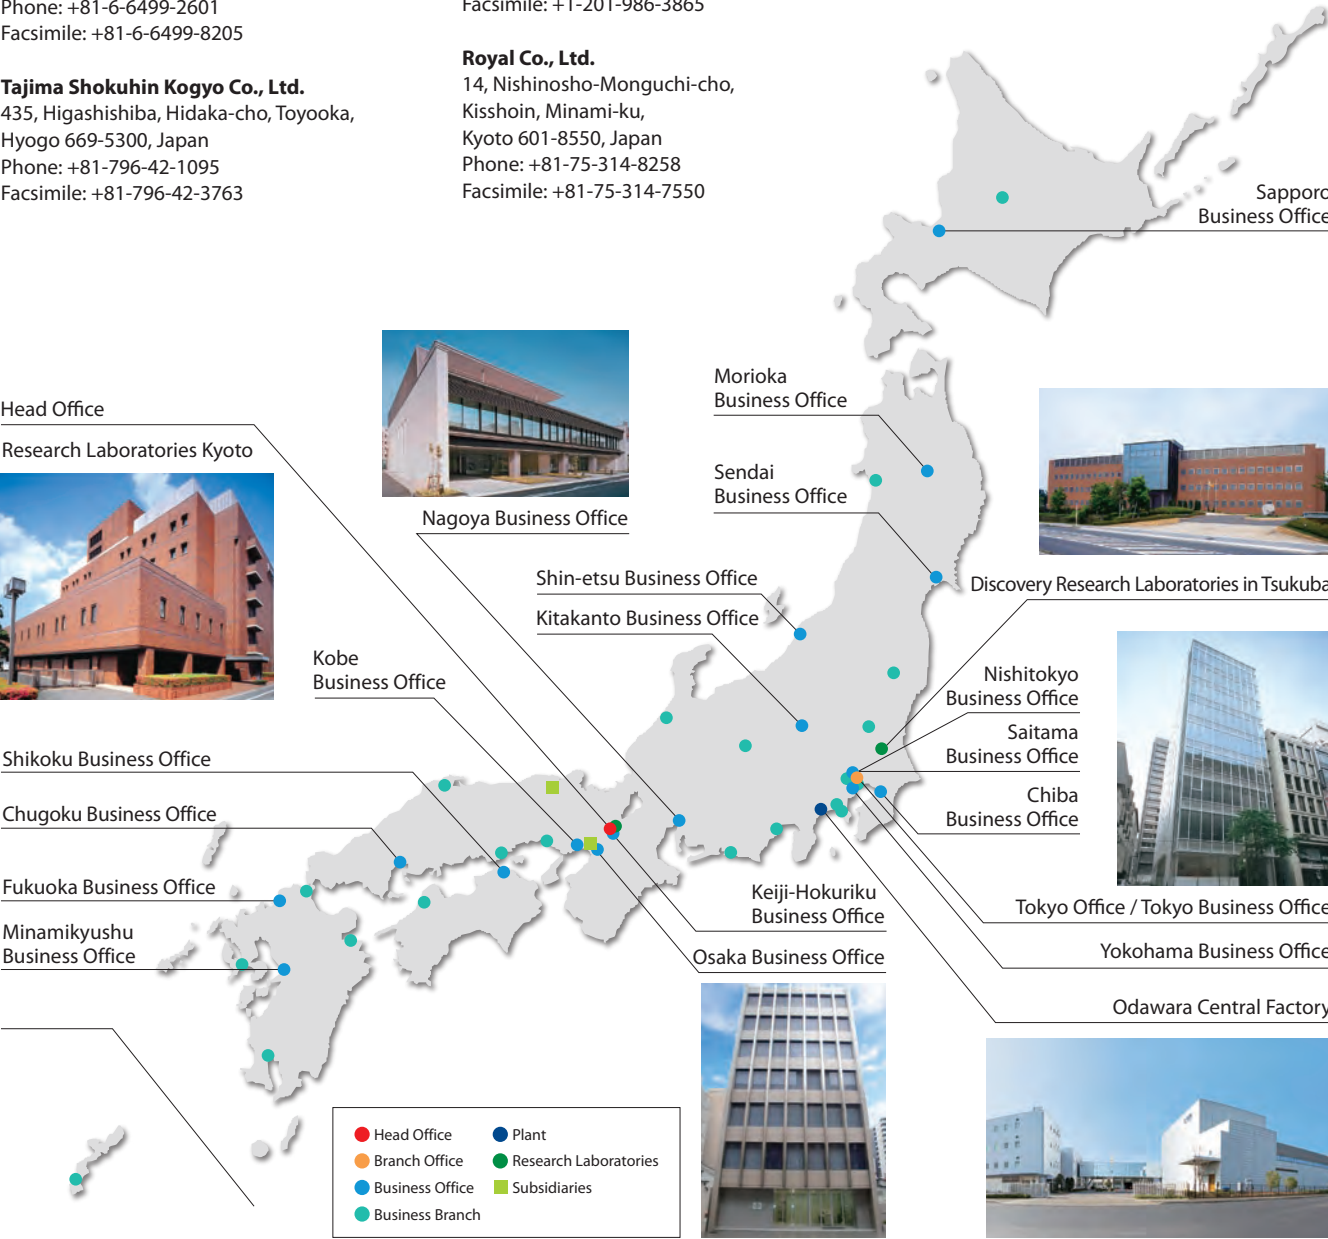 Phone: +81-6-6499-2601
Facsimile: +81-6-6499-8205
Tajima Shokuhin Kogyo Co., Ltd.
435, Higashishiba, Hidaka-cho, Toyooka,
Hyogo 669-5300, Japan
Phone: +81-796-42-1095
Facsimile: +81-796-42-3763
Facsimile: +1-201-986-3865
Royal Co., Ltd.
14, Nishinosho-Monguchi-cho,
Kisshoin, Minami-ku,
Kyoto 601-8550, Japan
Phone: +81-75-314-8258
Facsimile: +81-75-314-7550
Sapporo
Business Office
Morioka
Business Office
Sendai
Business Office
Head Office
Research Laboratories Kyoto
Nagoya Business Office
Shin-etsu Business Office
Kitakanto Business Office
Discovery Research Laboratories in Tsukuba
Kobe
Business Office
Nishitokyo
Business Office
Saitama
Business Office
Chiba
Business Office
Shikoku Business Office
Chugoku Business Office
Fukuoka Business Office
Minamikyushu
Business Office
Keiji-Hokuriku
Business Office
Osaka Business Office
Tokyo Office / Tokyo Business Office
Yokohama Business Office
Odawara Central Factory
Head Office
Branch Office
Business Office
Business Branch
Plant
Research Laboratories
Subsidiaries